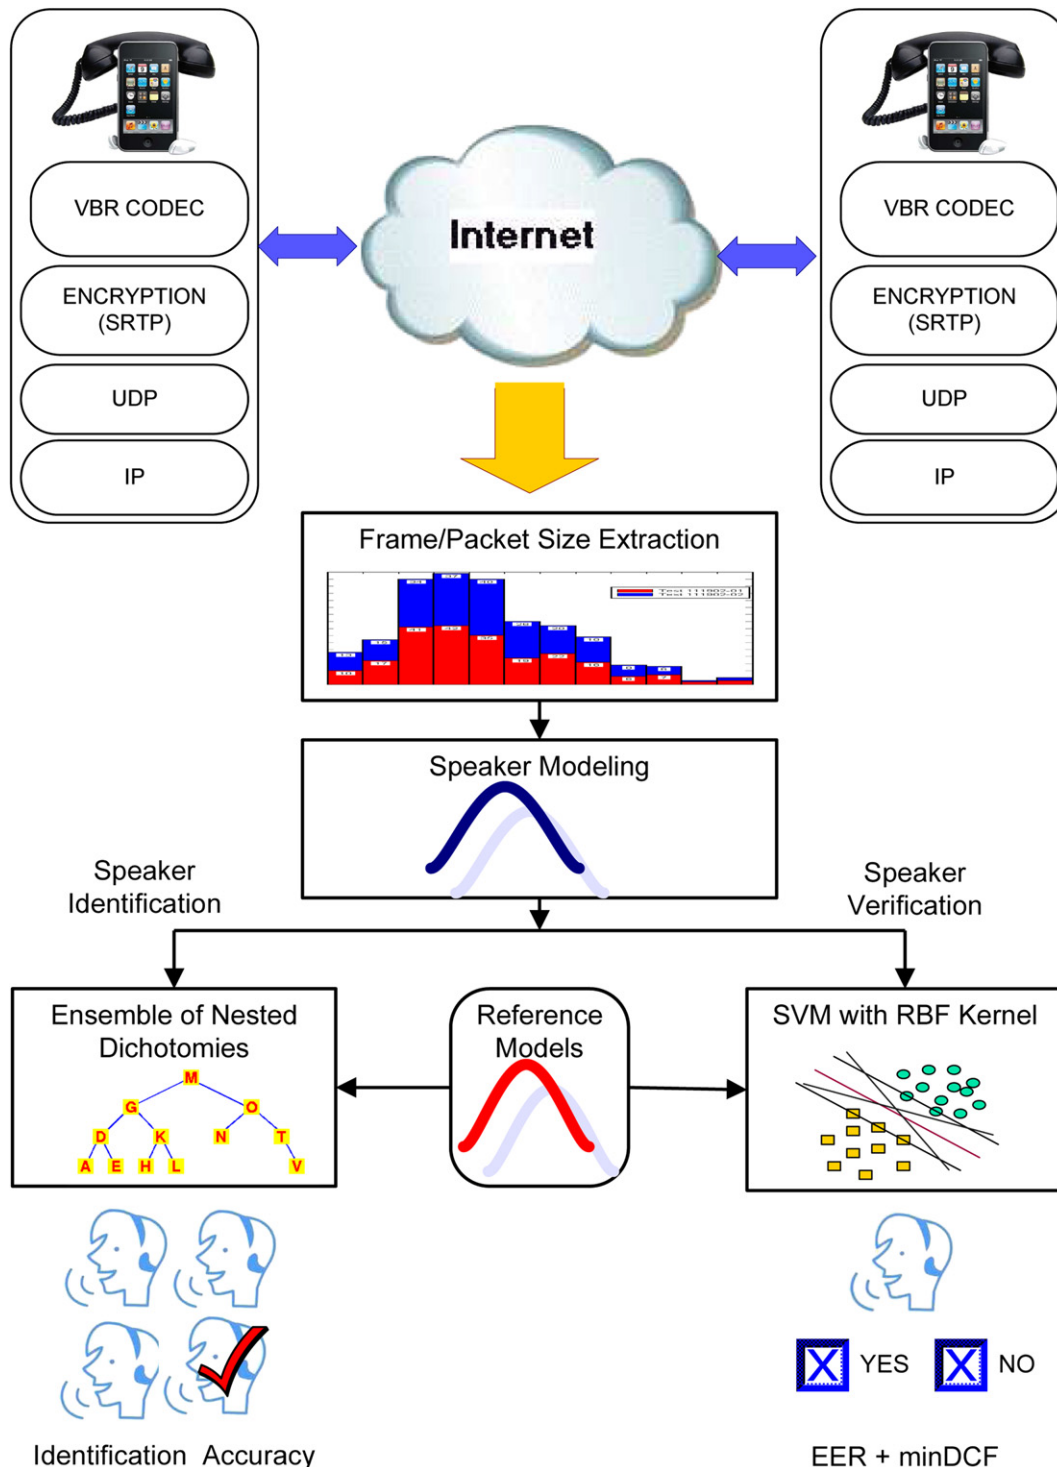 VBR CODEC
ENCRYPTION
(SRTP)
UDP
IP
Internet
VBR CODEC
ENCRYPTION
(SRTP)
UDP
IP
Frame/Packet Size Extraction
Speaker Modeling
Speaker
Identification
Speaker
Verification
Ensemble of Nested
Dichotomies
M
G O
D K N T
A E H L V
Reference
Models
SVM with RBF Kernel
X YES X NO
Identification Accuracy
EER + minDCF